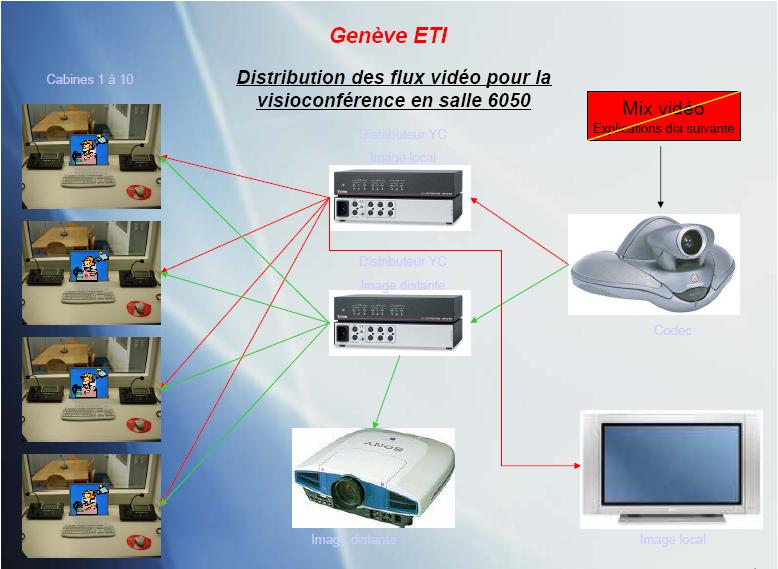 Genève ETI
Distribution des flux vidéo pour la
visioconférence en salle 6050
Cabines 1 à 10
Mix vidéo
Explications dia suivante
Distributeur YC
Image local
Distributeur YC
Image distante
Codec
SONY
Image distante
Image local